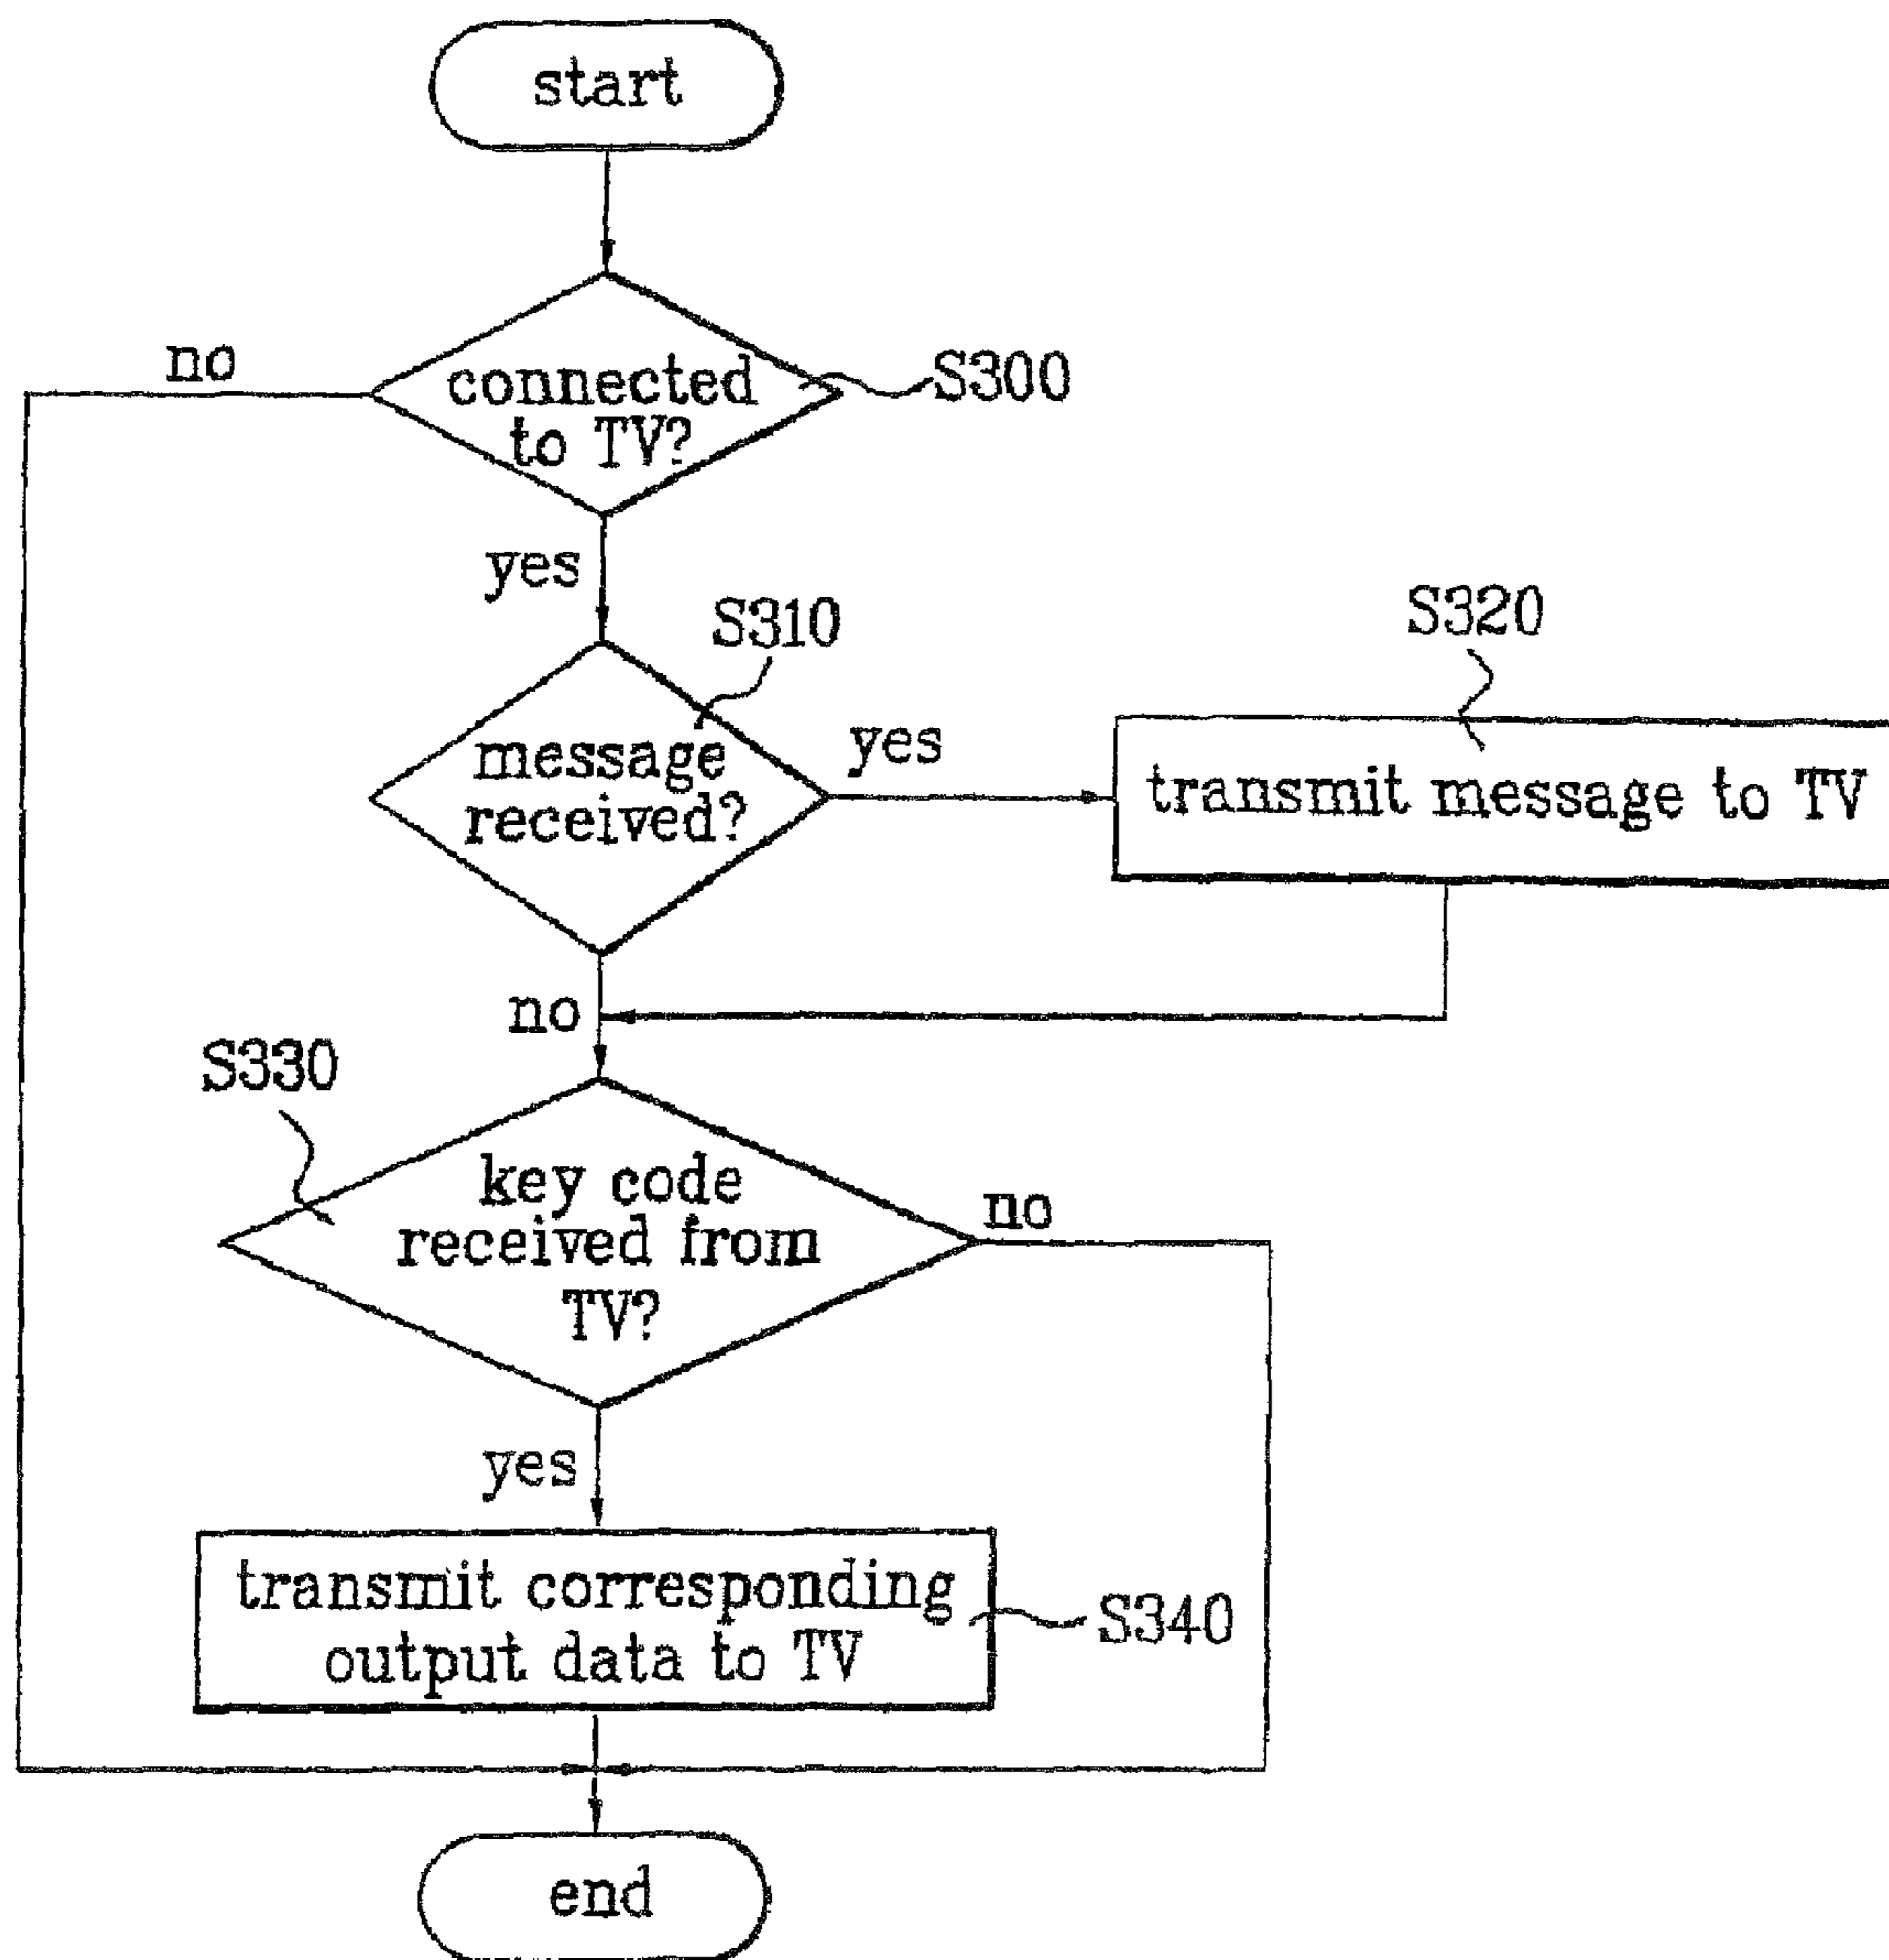 start
no
connected
to TV?
S300
yes
S310
S320
message
received?
yes
transmit message to TV
no
S330
key code
received from
TV?
no
yes
transmit corresponding
output data to TV
S340
end